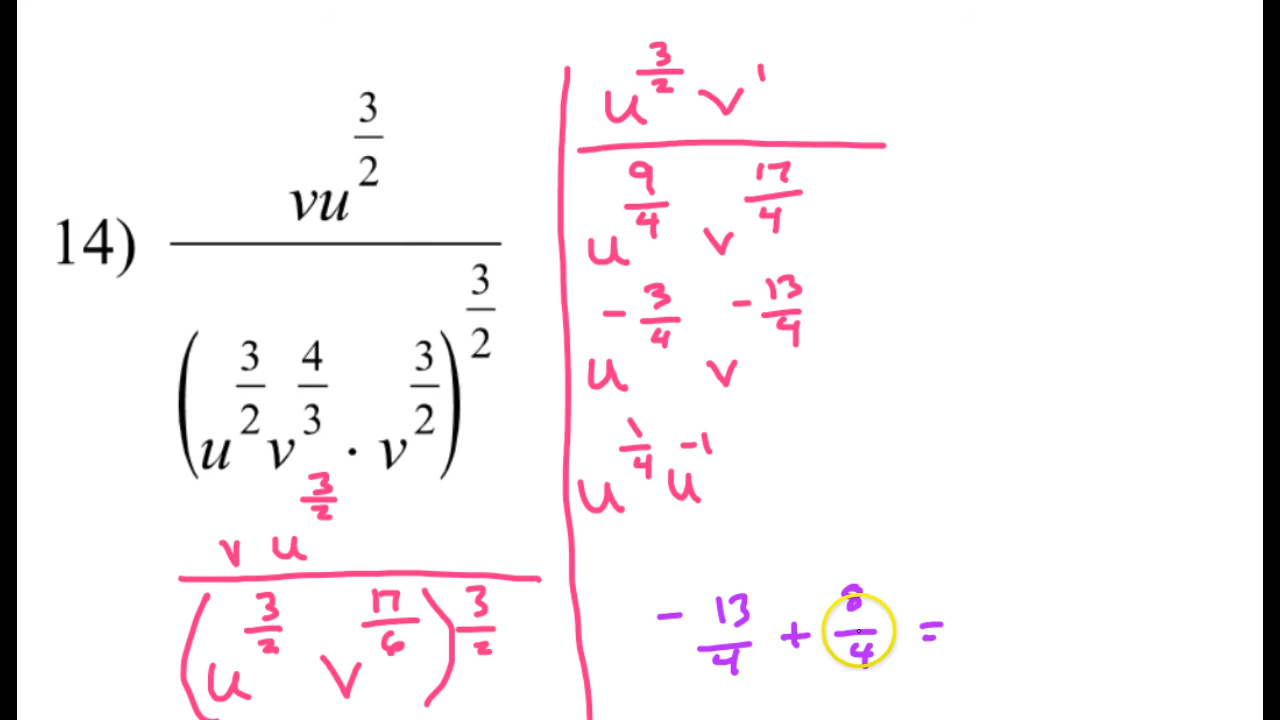 14) vu^(3/2) / (u^(3/2) v^(4/3) · v^(3/2))^(3/2)
v u^(3/2) / (u^(3/2) v^(17/6))^(3/2)
u^(3/2) v^1 / u^(9/4) v^(17/4)
u^(-3/4) v^(-13/4)
u^(1/4) u^(-1)
- 13/4 + 8/4 =